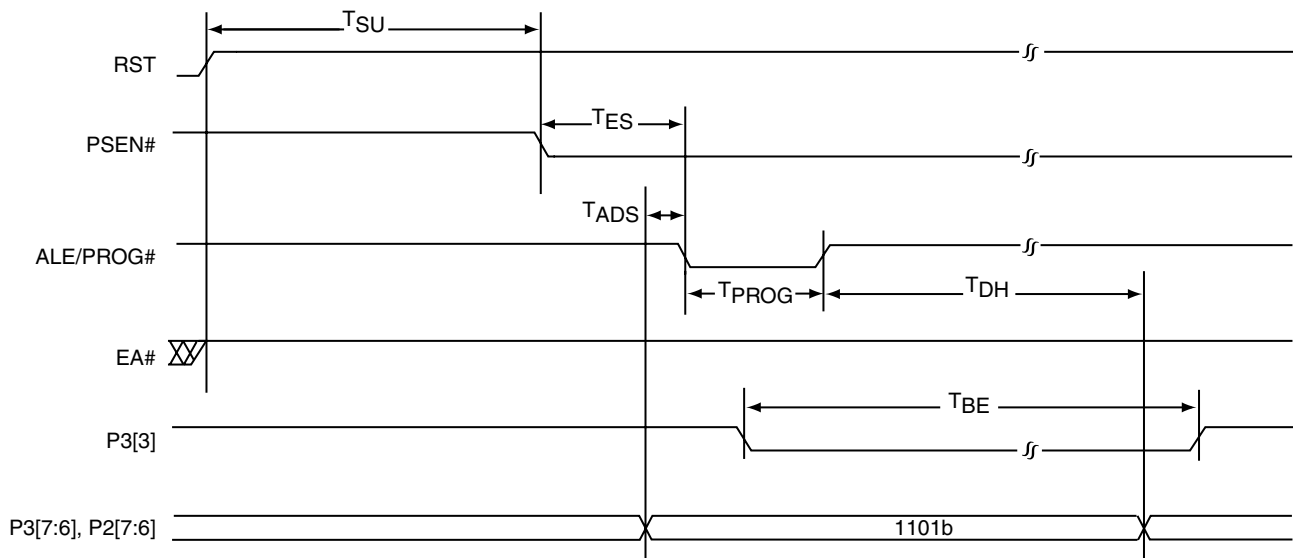 TSU
RST
TES
PSEN#
TADS
ALE/PROG#
TPROG
TDH
EA#
TBE
P3[3]
P3[7:6], P2[7:6]
1101b